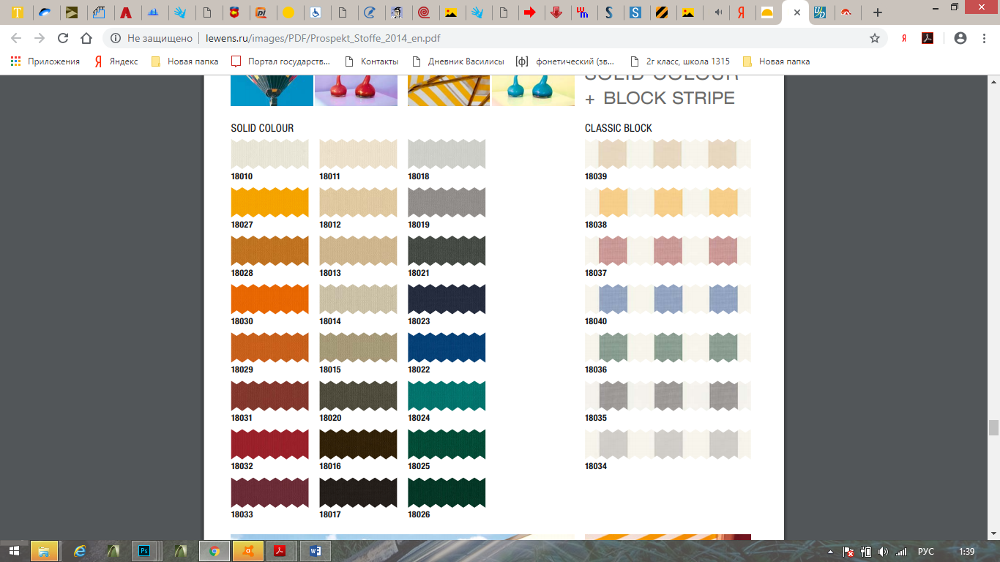 Не защищено
lewens.ru/images/PDF/Prospekt_Stoffe_2014_en.pdf
Приложения
Яндекс
Новая папка
Портал государств...
Контакты
Дневник Василисы
[ф] фонетический (зв...
2г класс, школа 1315
Новая папка
SOLID COLOUR
+ BLOCK STRIPE
SOLID COLOUR
CLASSIC BLOCK
18010 18011 18018 18039
18027 18012 18019 18038
18028 18013 18021 18037
18030 18014 18023 18040
18029 18015 18022 18036
18031 18020 18024 18035
18032 18016 18025 18034
18033 18017 18026
РУС
1:39